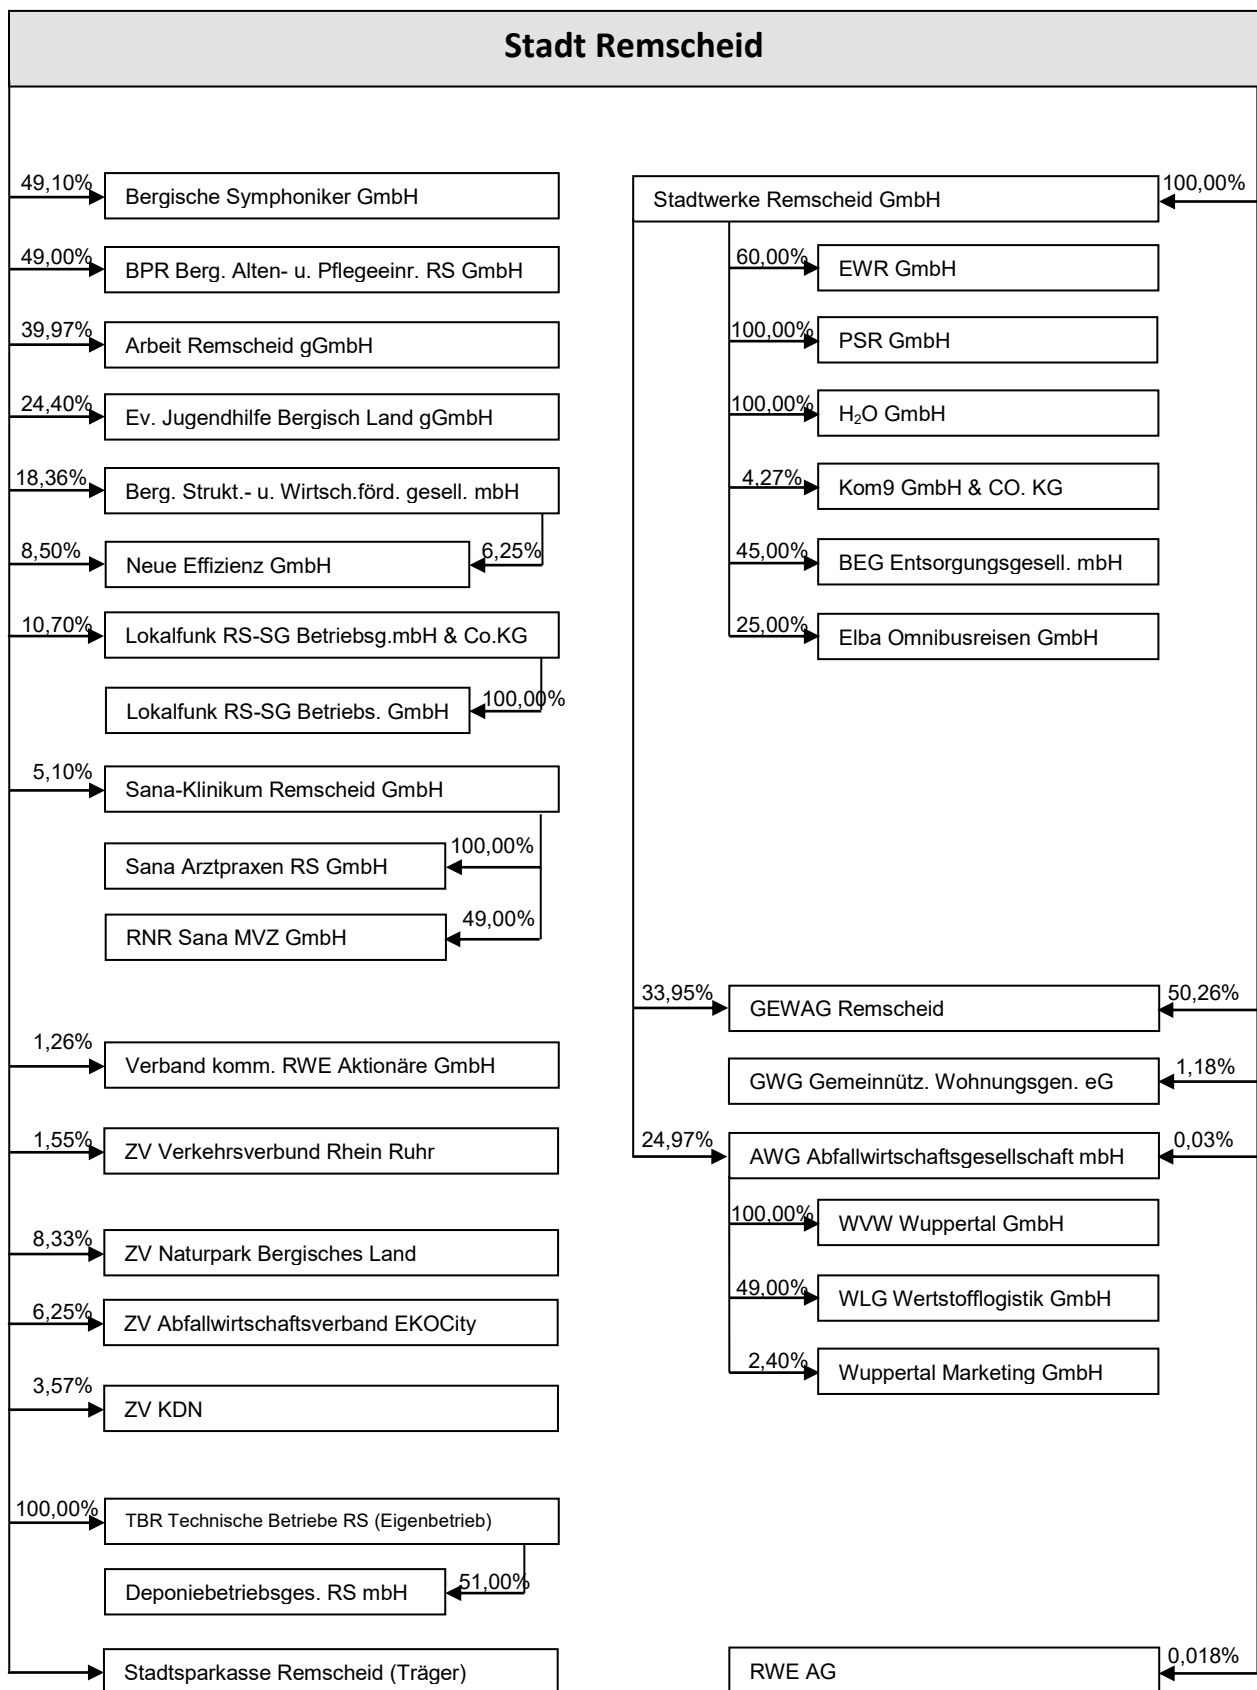 Stadt Remscheid
49,10%
Bergische Symphoniker GmbH
49,00%
BPR Berg. Alten- u. Pflegeeinr. RS GmbH
39,97%
Arbeit Remscheid gGmbH
24,40%
Ev. Jugendhilfe Bergisch Land gGmbH
18,36%
Berg. Strukt.- u. Wirtsch.förd. gesell. mbH
8,50%
Neue Effizienz GmbH
6,25%
10,70%
Lokalfunk RS-SG Betriebsg.mbH & Co.KG
Lokalfunk RS-SG Betriebs. GmbH
100,00%
5,10%
Sana-Klinikum Remscheid GmbH
Sana Arztpraxen RS GmbH
100,00%
RNR Sana MVZ GmbH
49,00%
1,26%
Verband komm. RWE Aktionäre GmbH
1,55%
ZV Verkehrsverbund Rhein Ruhr
8,33%
ZV Naturpark Bergisches Land
6,25%
ZV Abfallwirtschaftsverband EKOCity
3,57%
ZV KDN
100,00%
TBR Technische Betriebe RS (Eigenbetrieb)
Deponiebetriebsges. RS mbH
51,00%
Stadtsparkasse Remscheid (Träger)
Stadtwerke Remscheid GmbH
100,00%
60,00%
EWR GmbH
100,00%
PSR GmbH
100,00%
H₂O GmbH
4,27%
Kom9 GmbH & CO. KG
45,00%
BEG Entsorgungsgesell. mbH
25,00%
Elba Omnibusreisen GmbH
33,95%
GEWAG Remscheid
50,26%
GWG Gemeinnütz. Wohnungsgen. eG
1,18%
24,97%
AWG Abfallwirtschaftsgesellschaft mbH
0,03%
100,00%
WVW Wuppertal GmbH
49,00%
WLG Wertstofflogistik GmbH
2,40%
Wuppertal Marketing GmbH
RWE AG
0,018%